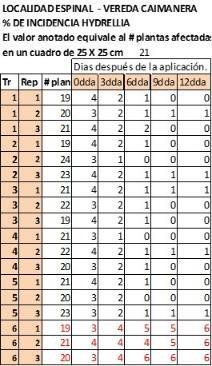 LOCALIDAD ESPINAL - VEREDA CAIMANERA
% DE INCIDENCIA HYDRELLIA
El valor anotado equivale al # plantas afectadas
en un cuadro de 25 X 25 cm 21
Dias después de la aplicación.
Tr Rep # plan 0dda 3dda 6dda 9dda 12dda
1 1 19 4 2 1 0 0
1 2 20 3 2 1 1 1
1 3 21 4 2 2 0 0
2 1 19 4 2 1 0 0
2 2 24 3 1 0 0 0
2 3 23 4 2 1 1 1
3 1 21 4 2 1 1 1
3 2 22 3 2 1 0 0
3 3 19 4 2 1 0 0
4 1 21 3 1 0 0 0
4 2 22 4 2 1 1 1
4 3 20 3 2 1 0 0
5 1 21 4 2 1 0 0
5 2 20 3 2 0 0 0
5 3 23 3 2 1 1 1
6 1 19 3 4 5 5 6
6 2 21 4 4 4 5 6
6 3 20 3 4 6 6 6